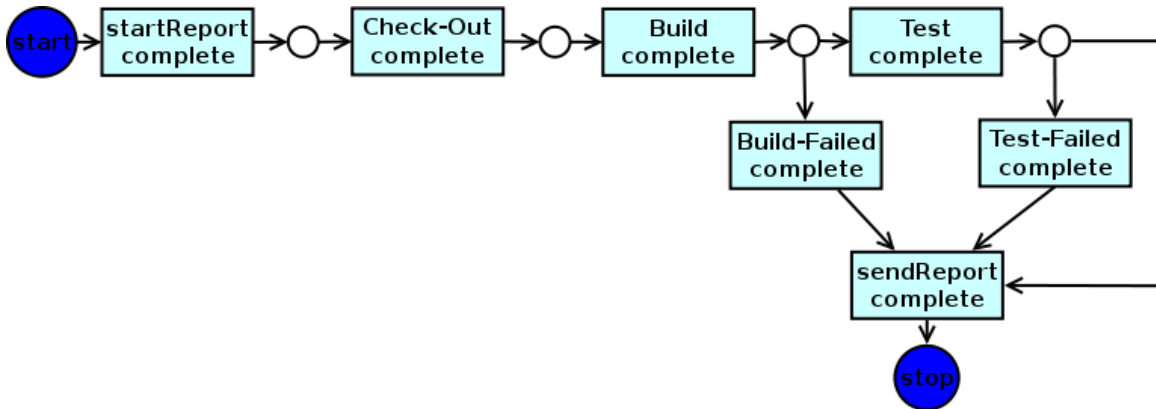 start
startReport
complete
Check-Out
complete
Build
complete
Test
complete
Build-Failed
complete
Test-Failed
complete
sendReport
complete
stop